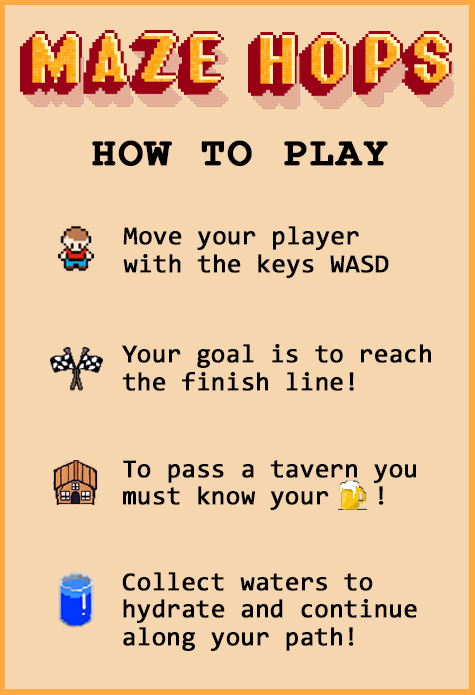 MAZE HOPS
HOW TO PLAY
Move your player
with the keys WASD
Your goal is to reach
the finish line!
To pass a tavern you
must know your !
Collect waters to
hydrate and continue
along your path!